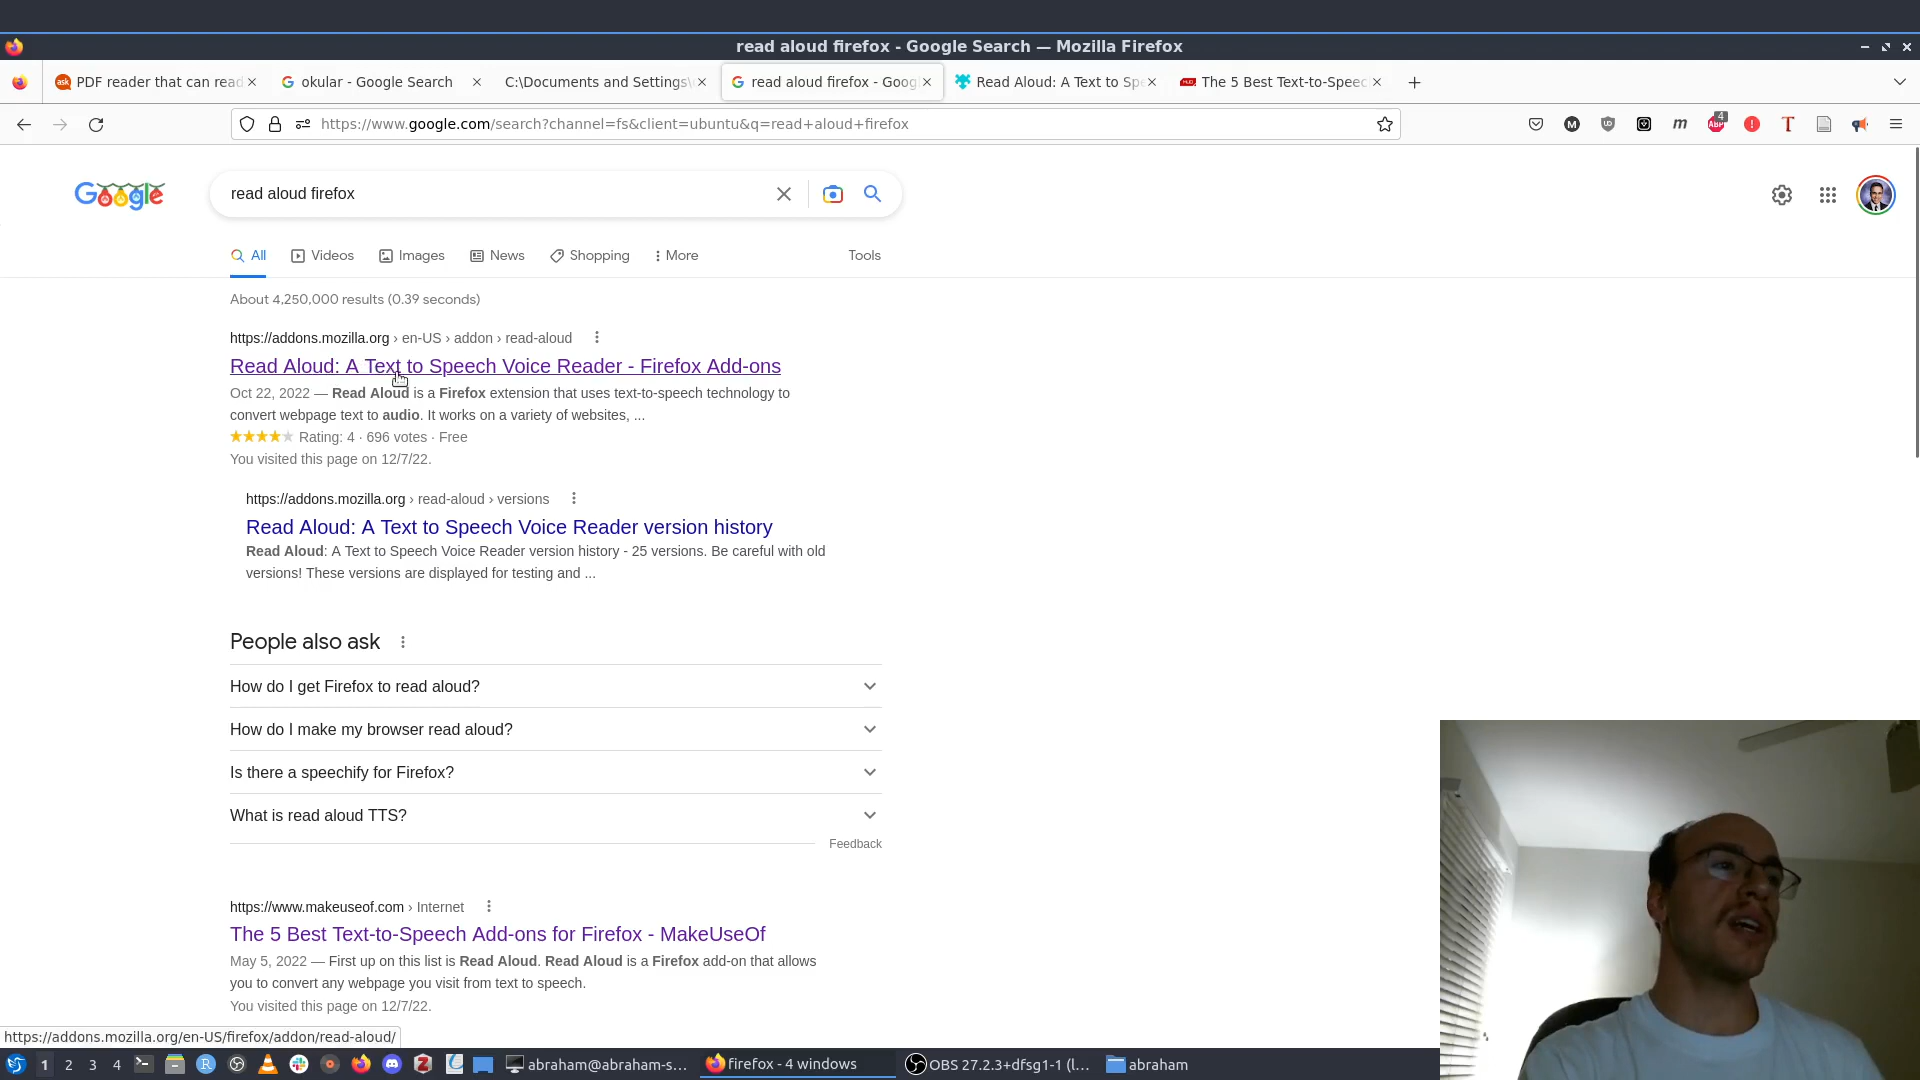 read aloud firefox - Google Search — Mozilla Firefox
ask PDF reader that can read
okular - Google Search
C:\Documents and Settings\
read aloud firefox - Goog
Read Aloud: A Text to Spe
The 5 Best Text-to-Speec
https://www.google.com/search?channel=fs&client=ubuntu&q=read+aloud+firefox
M
UD
m
ABP
4
!
T
Google
read aloud firefox
All
Videos
Images
News
Shopping
More
Tools
About 4,250,000 results (0.39 seconds)
https://addons.mozilla.org › en-US › addon › read-aloud
Read Aloud: A Text to Speech Voice Reader - Firefox Add-ons
Oct 22, 2022 — Read Aloud is a Firefox extension that uses text-to-speech technology to
convert webpage text to audio. It works on a variety of websites, ...
Rating: 4 · 696 votes · Free
You visited this page on 12/7/22.
https://addons.mozilla.org › read-aloud › versions
Read Aloud: A Text to Speech Voice Reader version history
Read Aloud: A Text to Speech Voice Reader version history - 25 versions. Be careful with old
versions! These versions are displayed for testing and ...
People also ask
How do I get Firefox to read aloud?
How do I make my browser read aloud?
Is there a speechify for Firefox?
What is read aloud TTS?
Feedback
https://www.makeuseof.com › Internet
The 5 Best Text-to-Speech Add-ons for Firefox - MakeUseOf
May 5, 2022 — First up on this list is Read Aloud. Read Aloud is a Firefox add-on that allows
you to convert any webpage you visit from text to speech.
You visited this page on 12/7/22.
https://addons.mozilla.org/en-US/firefox/addon/read-aloud/
1
2
3
4
R
Z
abraham@abraham-s...
firefox - 4 windows
OBS 27.2.3+dfsg1-1 (l...
abraham